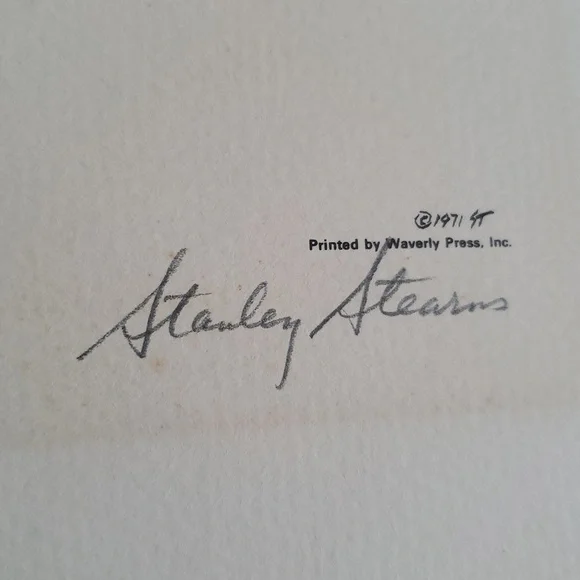 ©1971 ST
Printed by Waverly Press, Inc.
Stanley Stearns